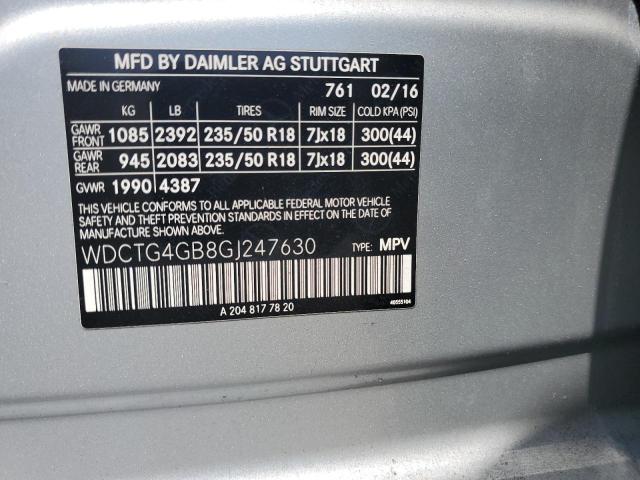 MFD BY DAIMLER AG STUTTGART
MADE IN GERMANY 761 02/16
KG LB TIRES RIM SIZE COLD KPA (PSI)
GAWR FRONT 1085 2392 235/50 R18 7Jx18 300(44)
GAWR REAR 945 2083 235/50 R18 7Jx18 300(44)
GVWR 1990 4387
THIS VEHICLE CONFORMS TO ALL APPLICABLE FEDERAL MOTOR VEHICLE
SAFETY AND THEFT PREVENTION STANDARDS IN EFFECT ON THE DATE
OF MANUFACTURE SHOWN ABOVE.
WDCTG4GB8GJ247630 TYPE: MPV
A 204 817 78 20 40555104